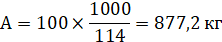 A = 100 × 1000/114 = 877,2 кг